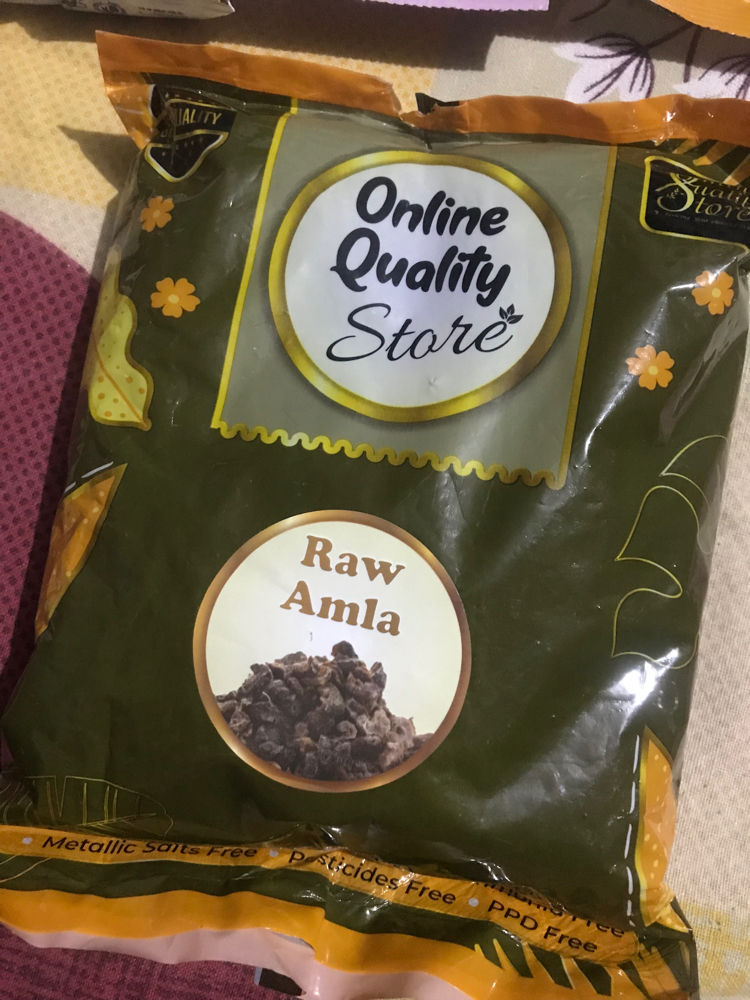 Online
Quality
Store
Raw
Amla
Metallic Salts Free • Pesticides Free
PPD Free